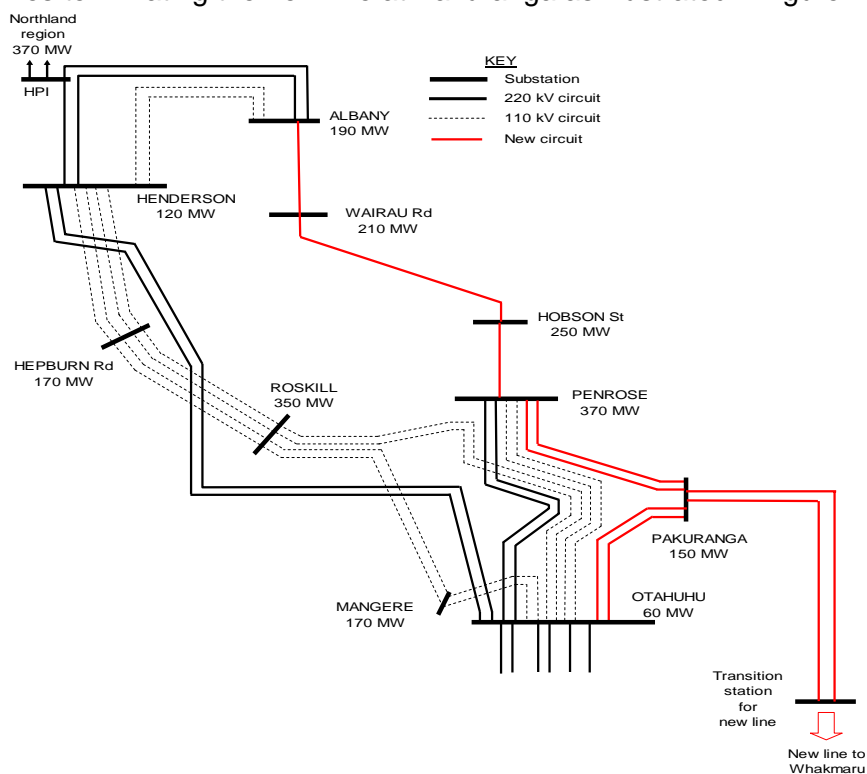 Northland
region
370 MW
HPI
KEY
Substation
220 kV circuit
110 kV circuit
New circuit
ALBANY
190 MW
HENDERSON
120 MW
WAIRAU Rd
210 MW
HOBSON St
250 MW
HEPBURN Rd
170 MW
ROSKILL
350 MW
PENROSE
370 MW
PAKURANGA
150 MW
MANGERE
170 MW
OTAHUHU
60 MW
Transition
station
for
new line
New line to
Whakmaru